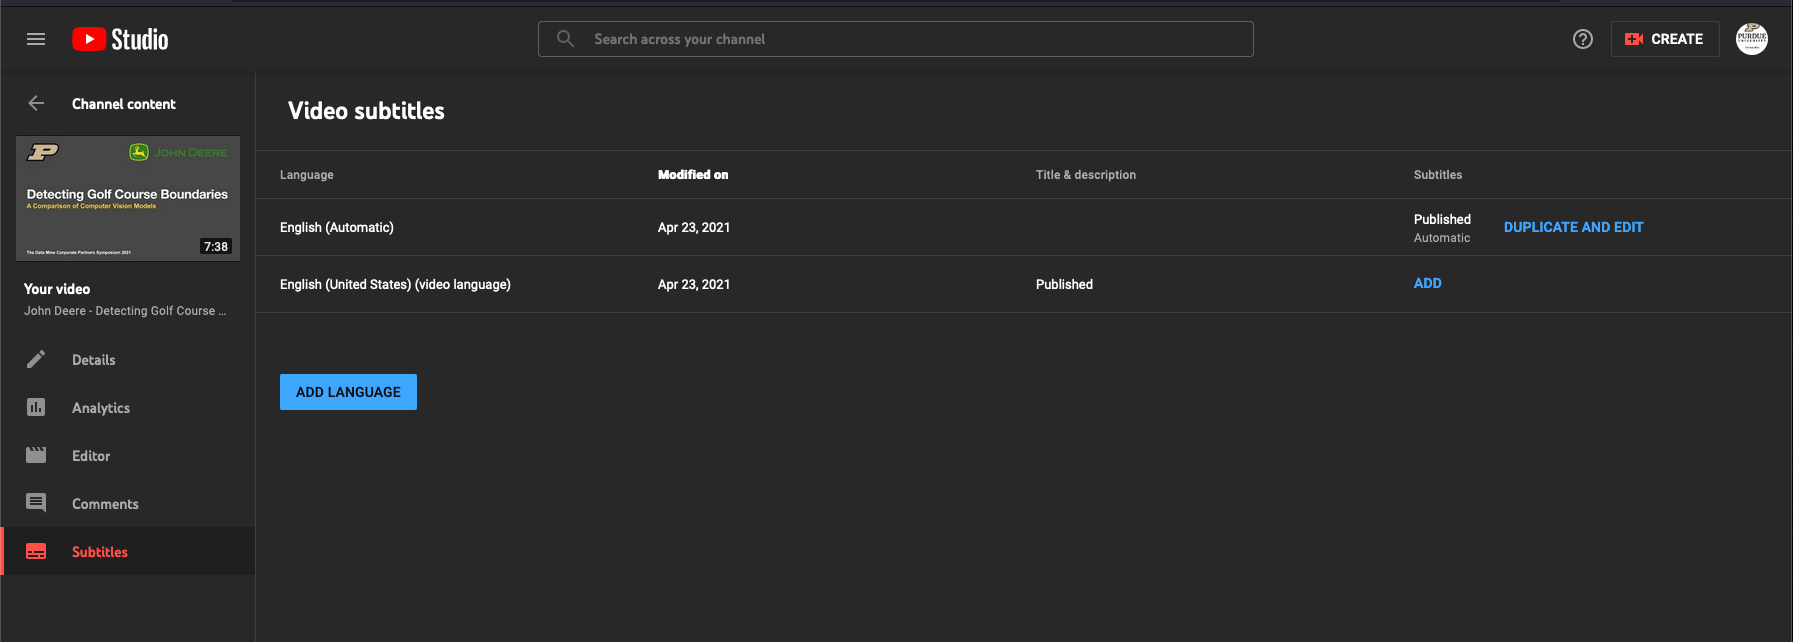 Studio
Search across your channel
CREATE
PURDUE
Channel content
P
JOHN DEERE
Detecting Golf Course Boundaries
A Comparison of Computer Vision Models
The Data Mine Corporate Partners Symposium 2021
7:38
Your video
John Deere - Detecting Golf Course ...
Details
Analytics
Editor
Comments
Subtitles
Video subtitles
Language Modified on Title & description Subtitles
English (Automatic) Apr 23, 2021 Published DUPLICATE AND EDIT
Automatic
English (United States) (video language) Apr 23, 2021 Published ADD
ADD LANGUAGE